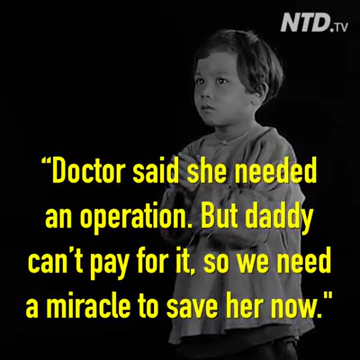 NTD.TV
“Doctor said she needed
an operation. But daddy
can’t pay for it, so we need
a miracle to save her now."